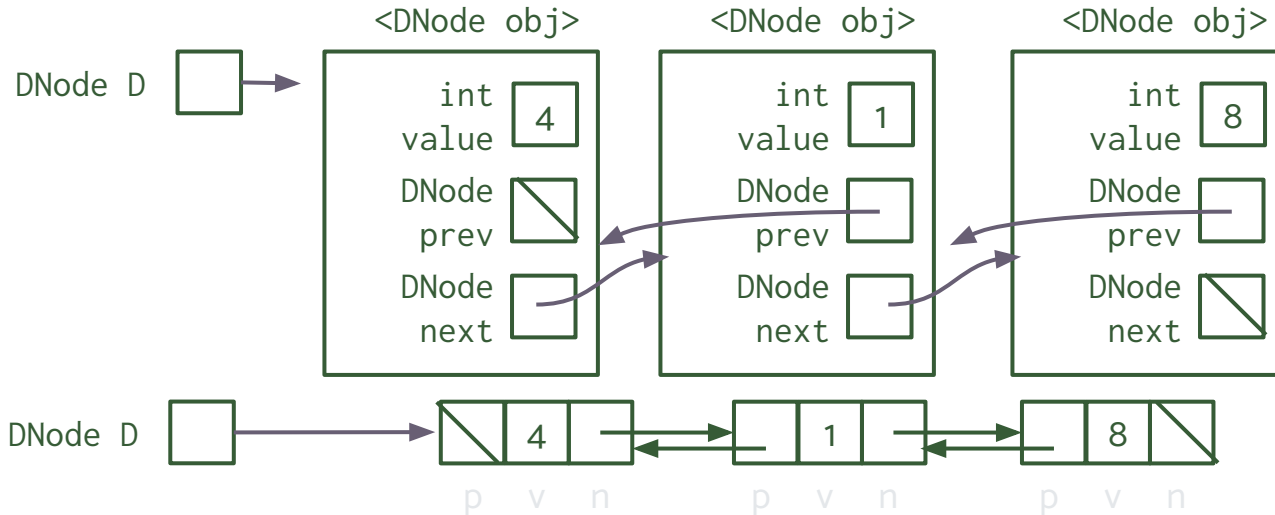 <DNode obj> <DNode obj> <DNode obj>
DNode D
int value 4
DNode prev
DNode next
int value 1
DNode prev
DNode next
int value 8
DNode prev
DNode next
DNode D 4 1 8
p v n p v n p v n